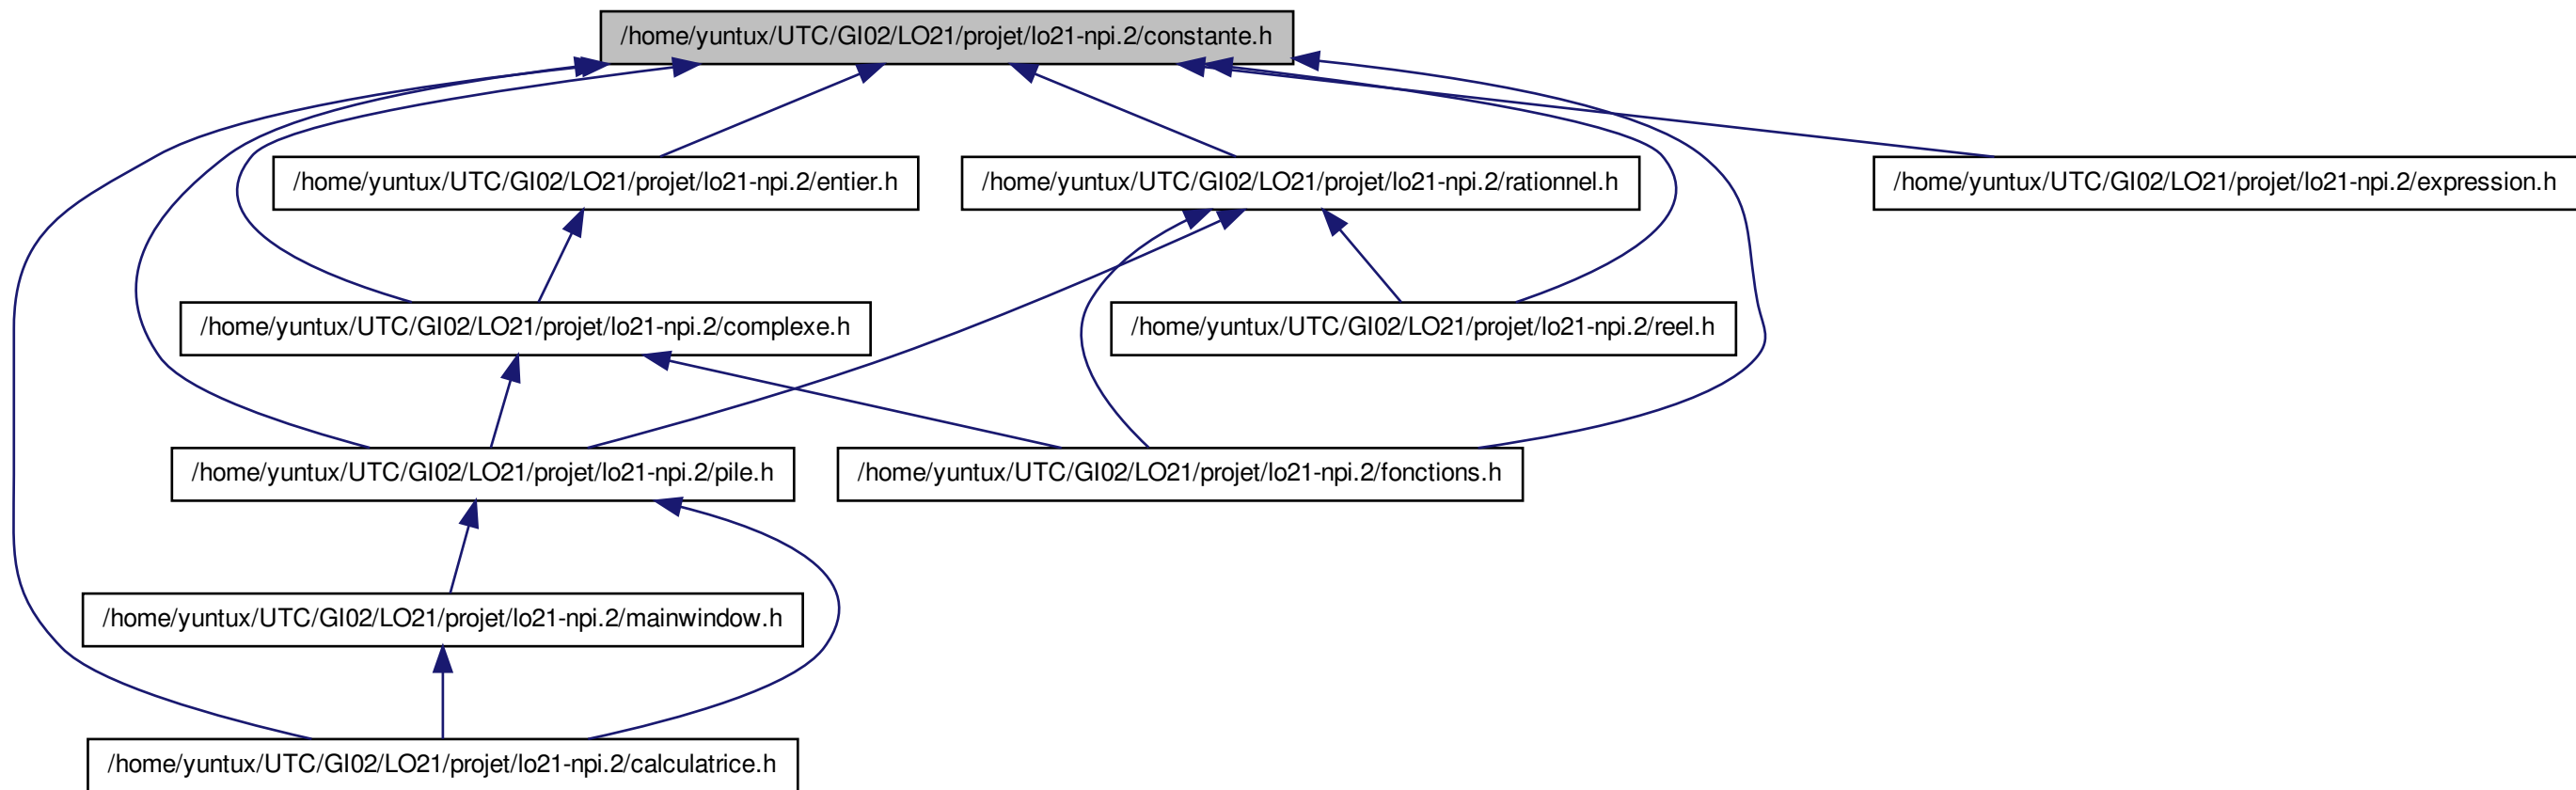 /home/yuntux/UTC/GI02/LO21/projet/lo21-npi.2/constante.h
/home/yuntux/UTC/GI02/LO21/projet/lo21-npi.2/entier.h
/home/yuntux/UTC/GI02/LO21/projet/lo21-npi.2/rationnel.h
/home/yuntux/UTC/GI02/LO21/projet/lo21-npi.2/expression.h
/home/yuntux/UTC/GI02/LO21/projet/lo21-npi.2/complexe.h
/home/yuntux/UTC/GI02/LO21/projet/lo21-npi.2/reel.h
/home/yuntux/UTC/GI02/LO21/projet/lo21-npi.2/pile.h
/home/yuntux/UTC/GI02/LO21/projet/lo21-npi.2/fonctions.h
/home/yuntux/UTC/GI02/LO21/projet/lo21-npi.2/mainwindow.h
/home/yuntux/UTC/GI02/LO21/projet/lo21-npi.2/calculatrice.h